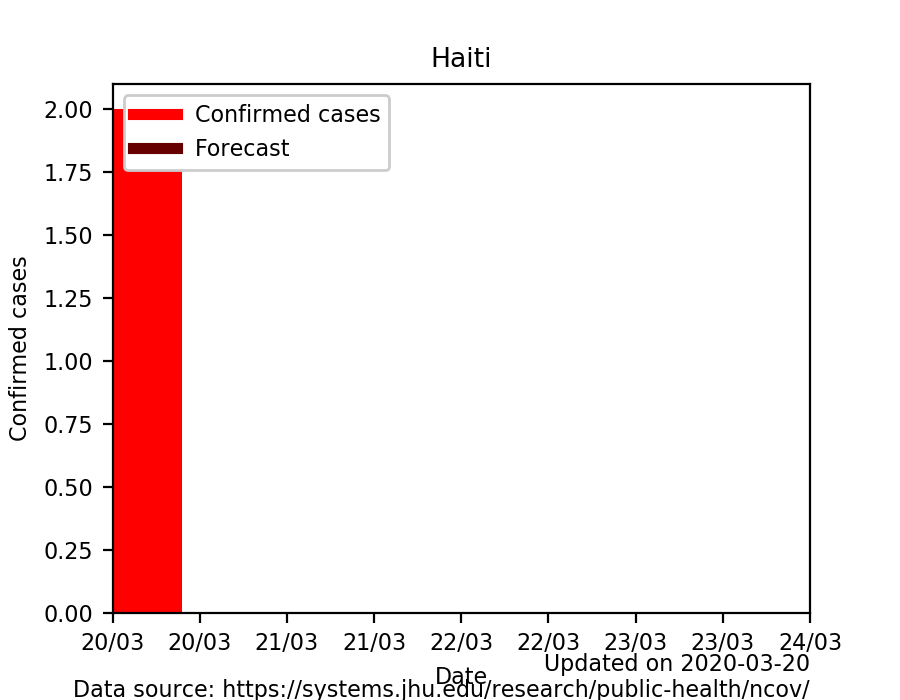 Haiti
Confirmed cases
Forecast
Confirmed cases
2.00
1.75
1.50
1.25
1.00
0.75
0.50
0.25
0.00
20/03 20/03 21/03 21/03 22/03 22/03 23/03 23/03 24/03
Updated on 2020-03-20
Date
Data source: https://systems.jhu.edu/research/public-health/ncov/